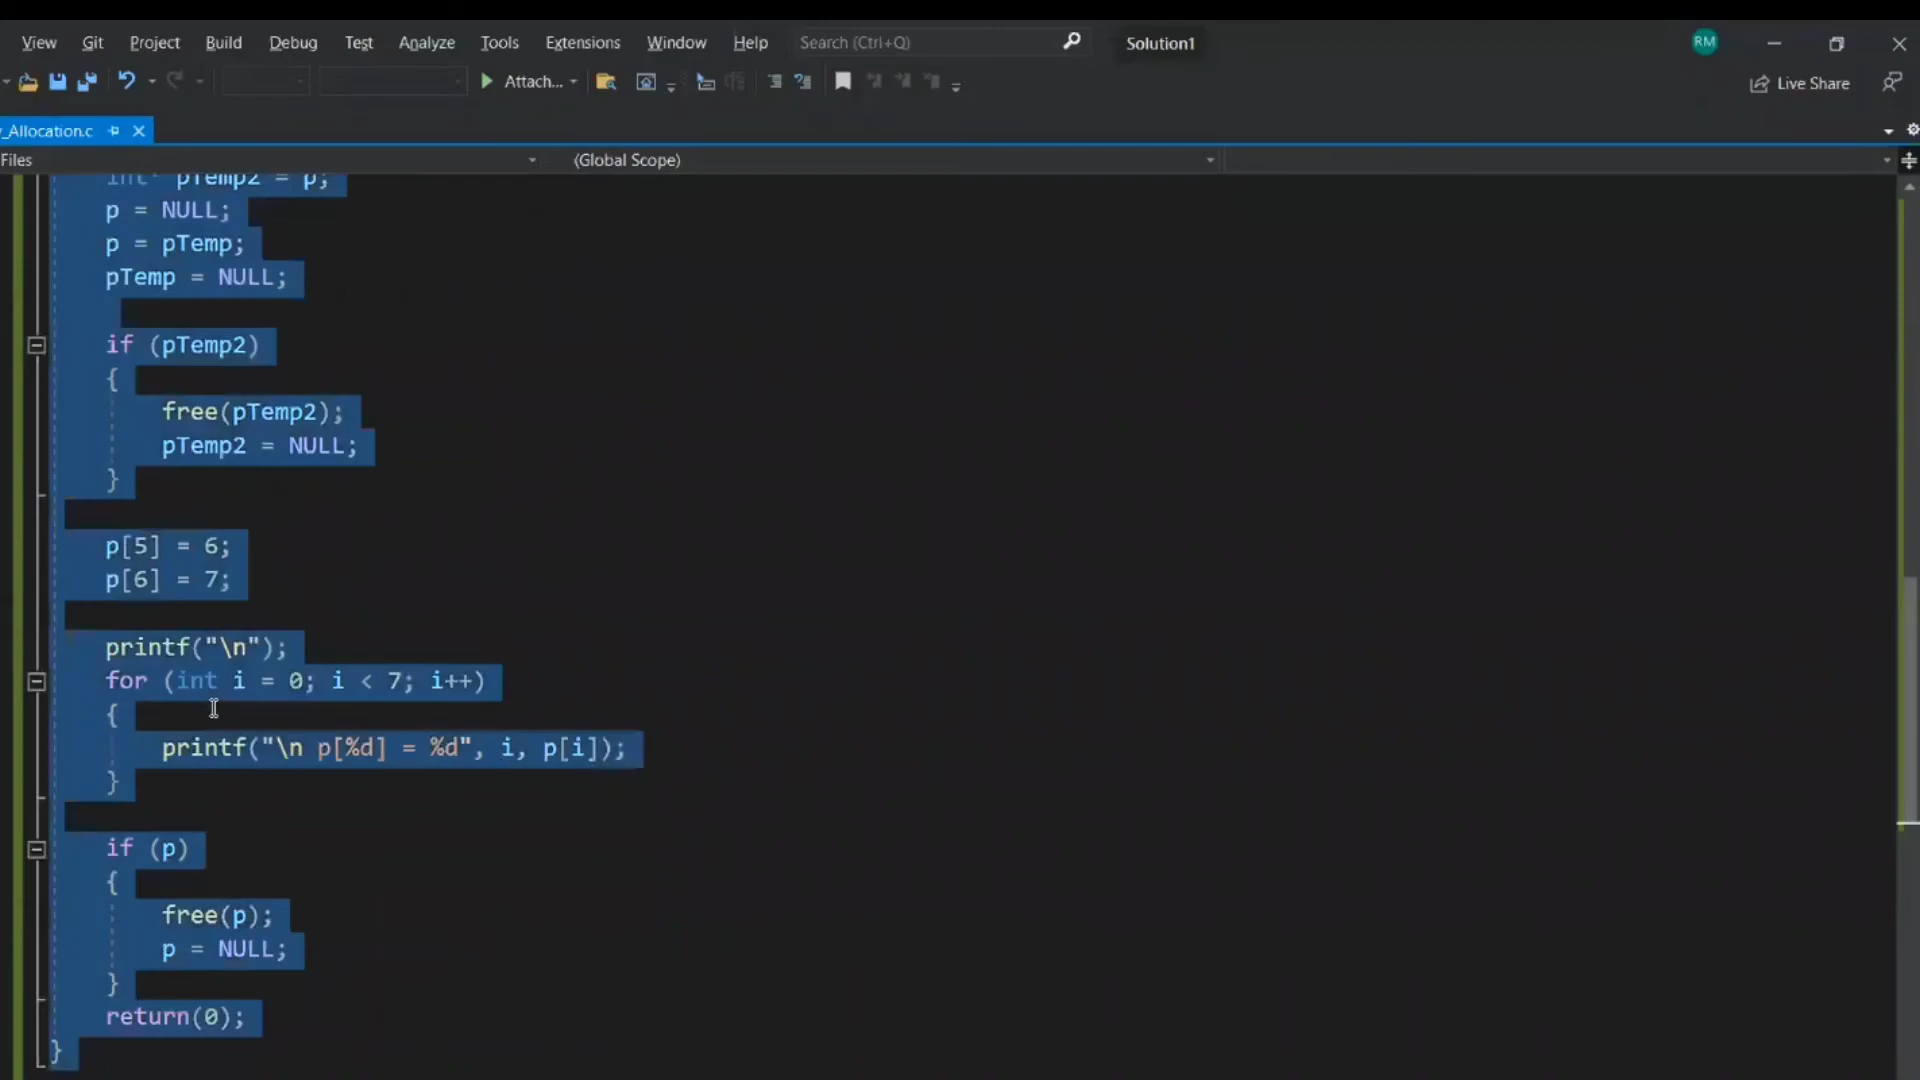 View Git Project Build Debug Test Analyze Tools Extensions Window Help Search (Ctrl+Q) Solution1 RM
Attach... Live Share
_Allocation.c
Files (Global Scope)
int* pTemp2 = p;
p = NULL;
p = pTemp;
pTemp = NULL;
if (pTemp2)
{
free(pTemp2);
pTemp2 = NULL;
}
p[5] = 6;
p[6] = 7;
printf("\n");
for (int i = 0; i < 7; i++)
{
printf("\n p[%d] = %d", i, p[i]);
}
if (p)
{
free(p);
p = NULL;
}
return(0);
}